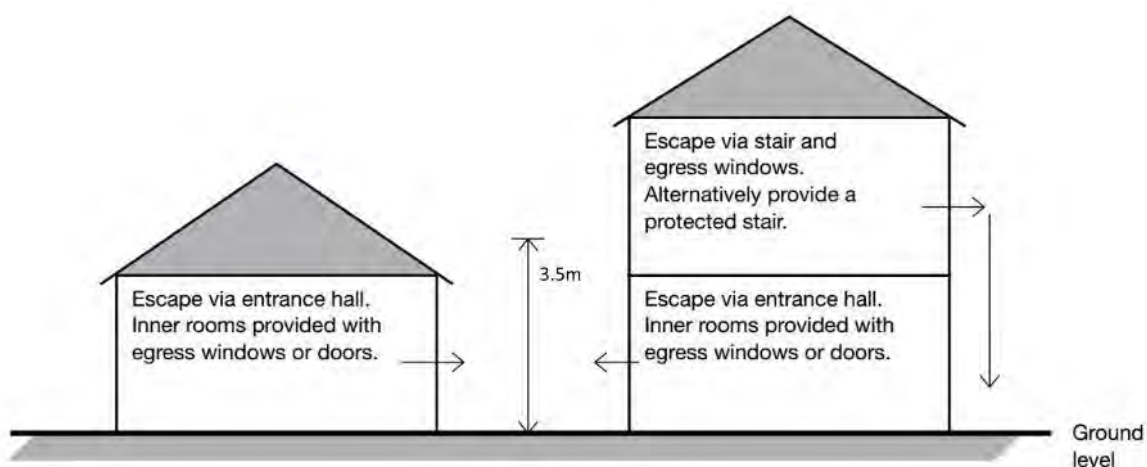 Escape via stair and
egress windows.
Alternatively provide a
protected stair.
3.5m
Escape via entrance hall.
Inner rooms provided with
egress windows or doors.
Escape via entrance hall.
Inner rooms provided with
egress windows or doors.
Ground
level